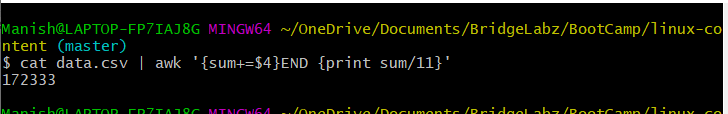 Manish@LAPTOP-FP7IAJ8G MINGW64 ~/OneDrive/Documents/BridgeLabz/BootCamp/linux-co
ntent (master)
$ cat data.csv | awk '{sum+=$4}END {print sum/11}'
172333
Manish@LAPTOP-FP7IAJ8G MINGW64 ~/OneDrive/Documents/BridgeLabz/BootCamp/linux-co